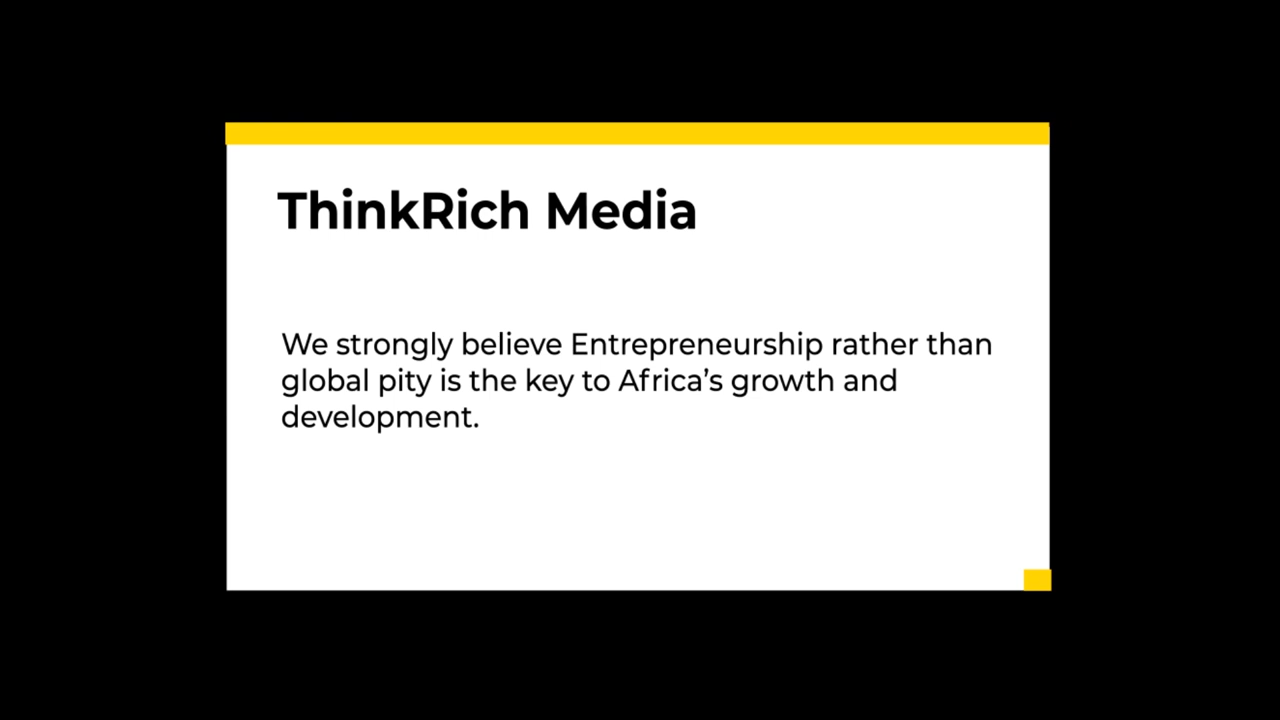 ThinkRich Media
We strongly believe Entrepreneurship rather than
global pity is the key to Africa’s growth and
development.